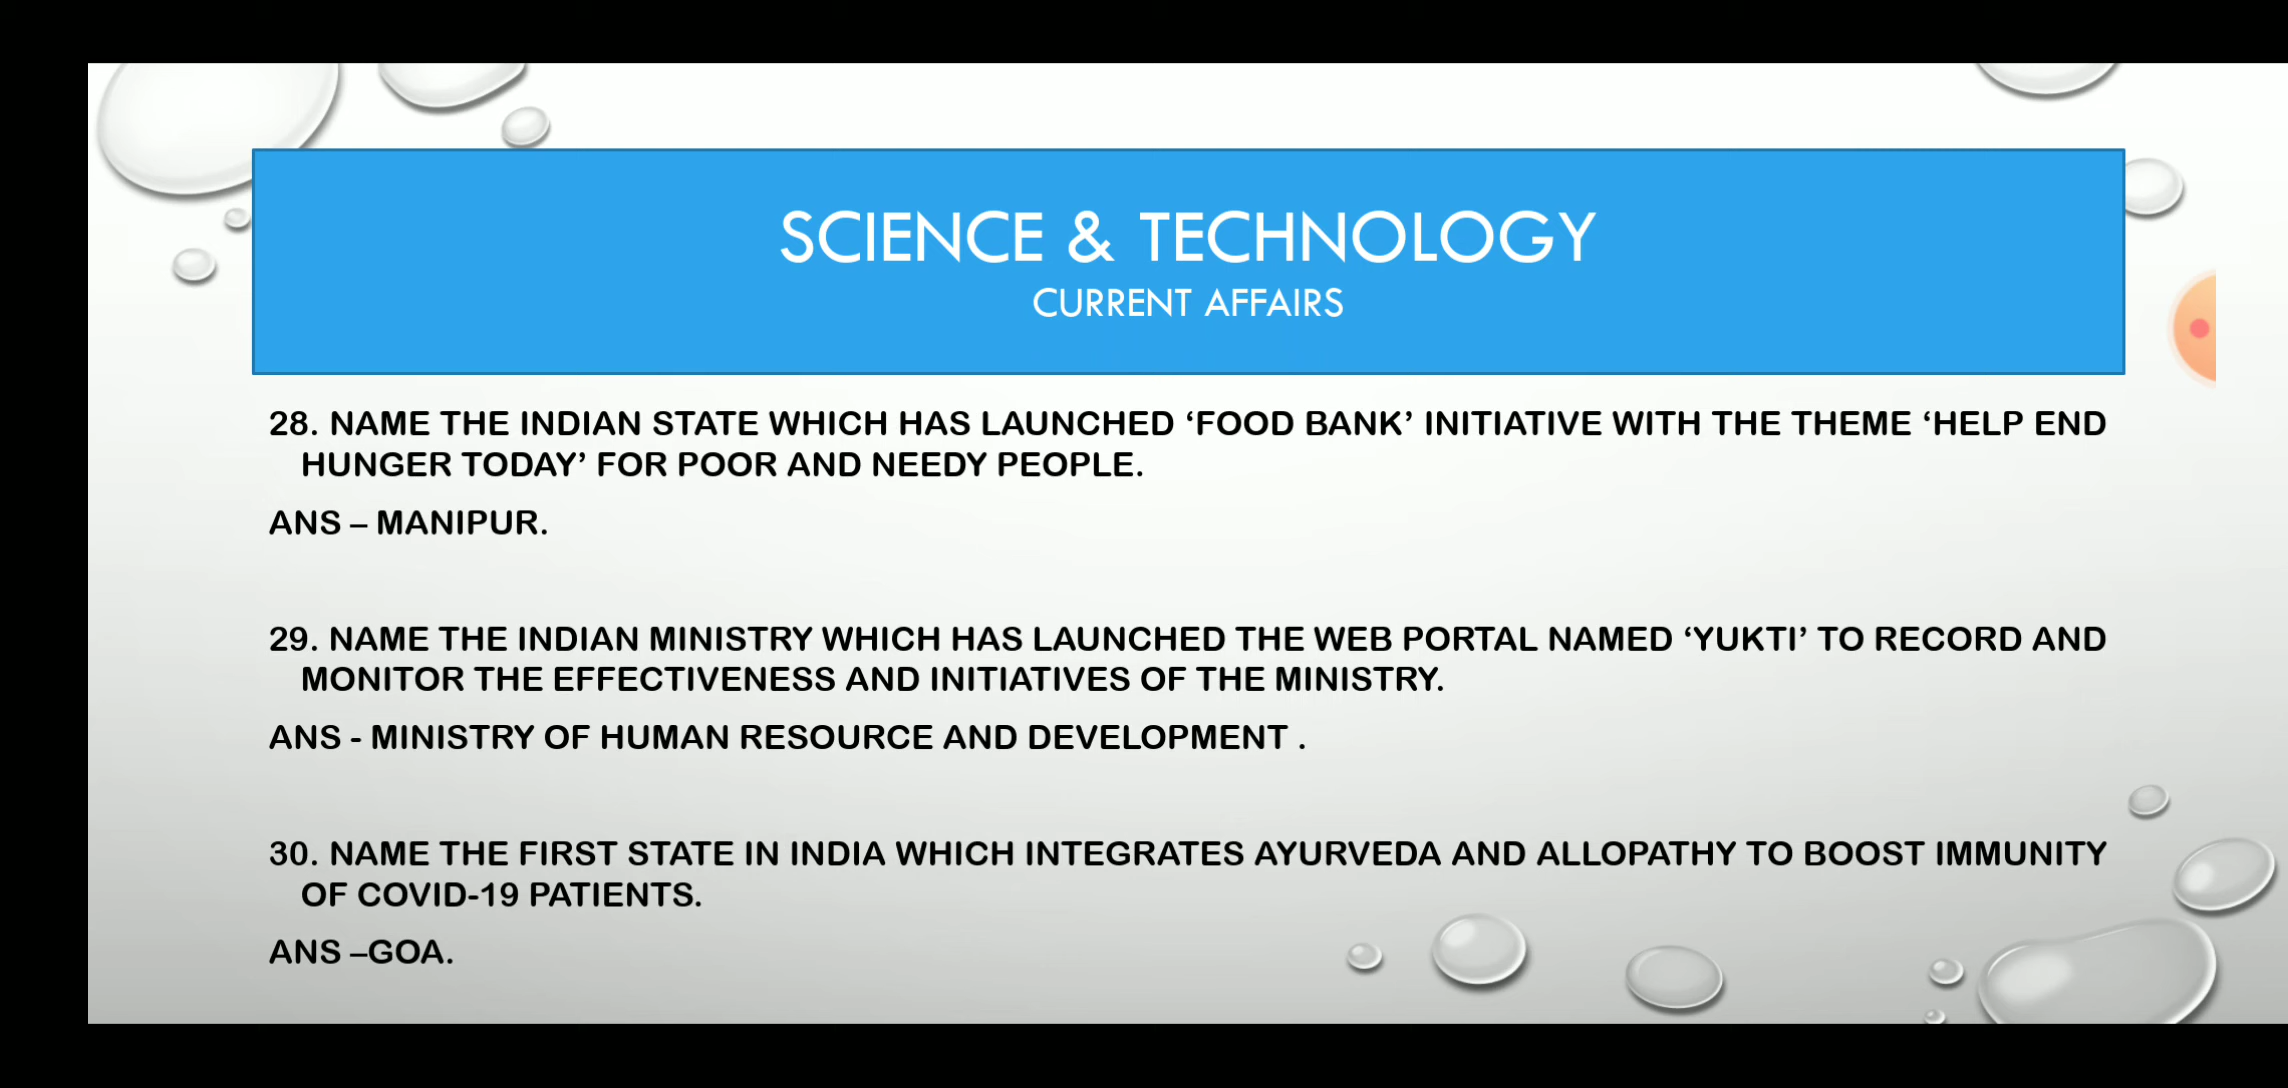 SCIENCE & TECHNOLOGY
CURRENT AFFAIRS
28. NAME THE INDIAN STATE WHICH HAS LAUNCHED ‘FOOD BANK’ INITIATIVE WITH THE THEME ‘HELP END
HUNGER TODAY’ FOR POOR AND NEEDY PEOPLE.
ANS – MANIPUR.
29. NAME THE INDIAN MINISTRY WHICH HAS LAUNCHED THE WEB PORTAL NAMED ‘YUKTI’ TO RECORD AND
MONITOR THE EFFECTIVENESS AND INITIATIVES OF THE MINISTRY.
ANS - MINISTRY OF HUMAN RESOURCE AND DEVELOPMENT .
30. NAME THE FIRST STATE IN INDIA WHICH INTEGRATES AYURVEDA AND ALLOPATHY TO BOOST IMMUNITY
OF COVID-19 PATIENTS.
ANS –GOA.